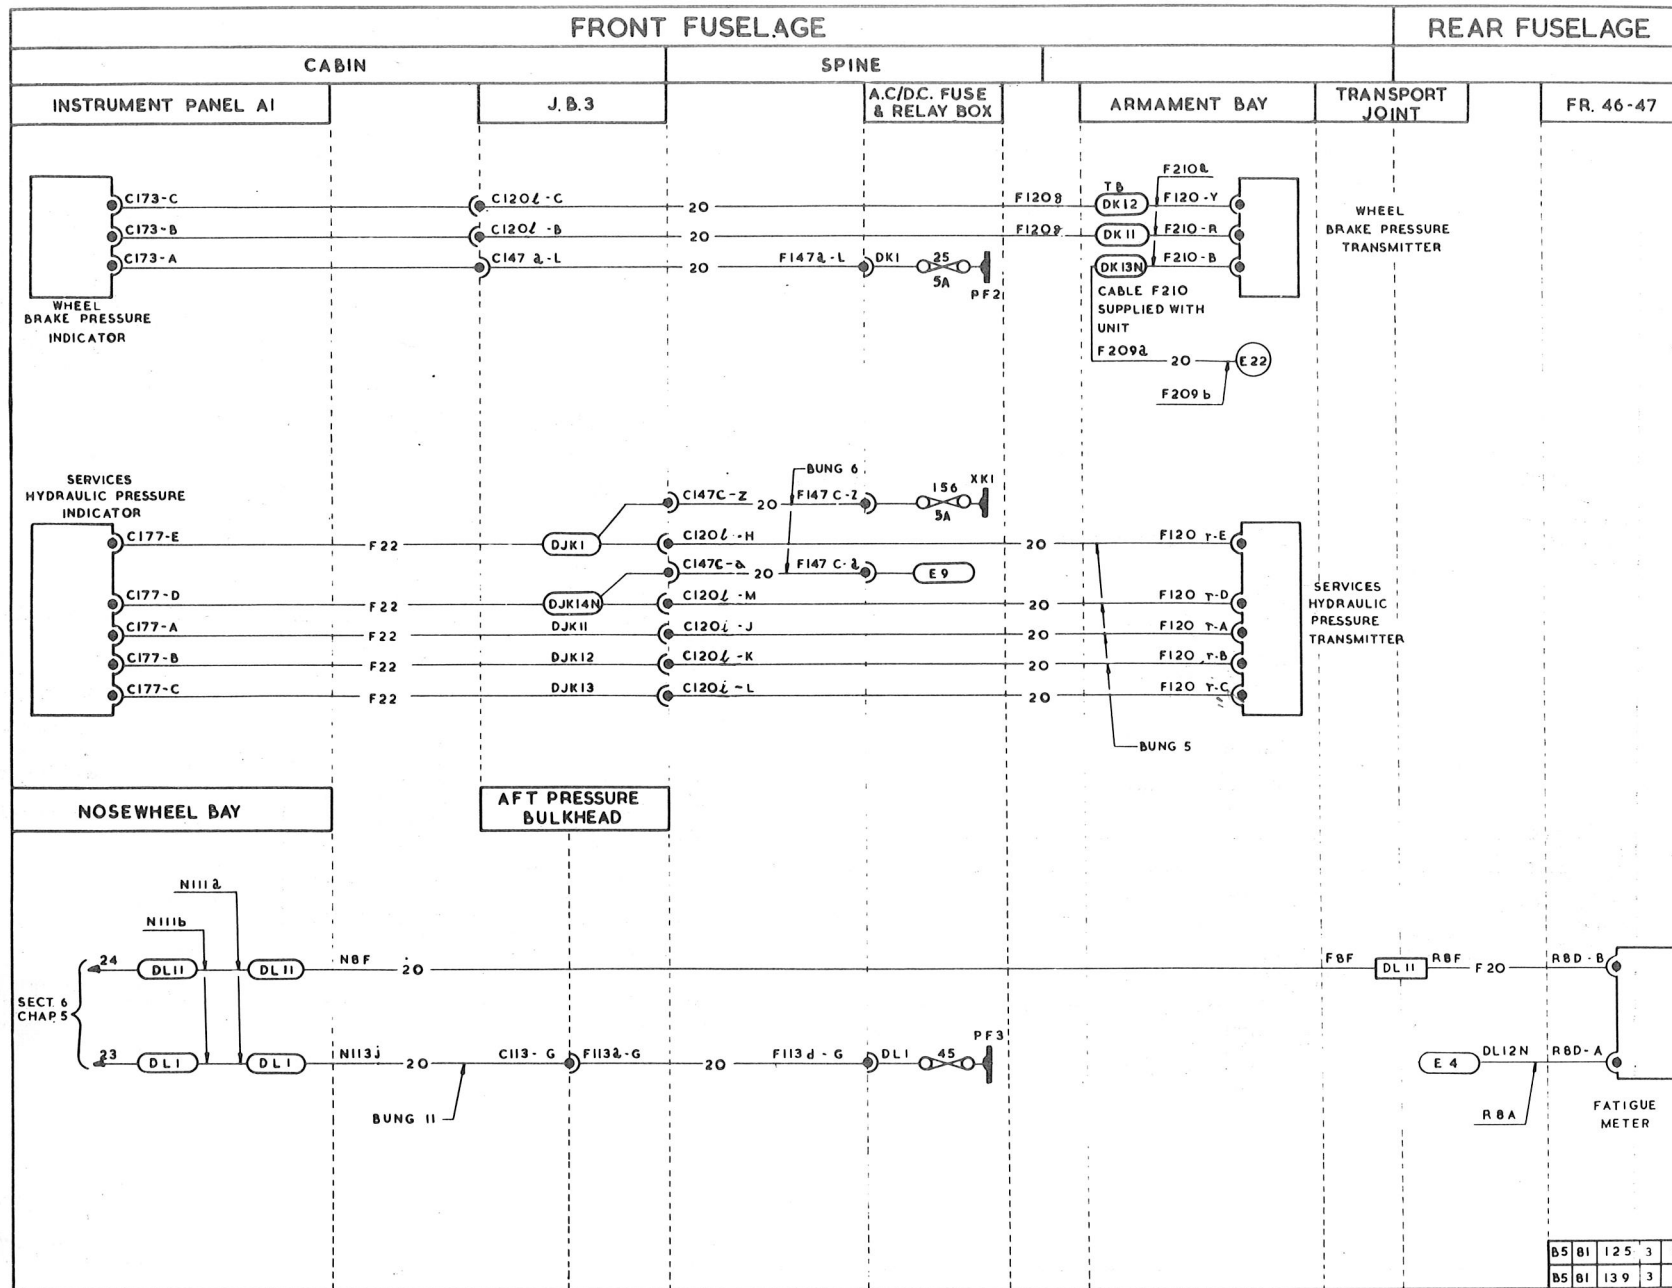 FRONT FUSELAGE
REAR FUSELAGE
CABIN
SPINE
INSTRUMENT PANEL A1
J.B.3
A.C/D.C. FUSE
& RELAY BOX
ARMAMENT BAY
TRANSPORT
JOINT
FR. 46-47
C173-C
C120l-C
20
F120g
TB
DK12
F210a
F120-Y
C173-B
C120l-B
20
DK11
F210-R
C173-A
C147a-L
20
F147a-L
DK1
25
5A
PF2
DK13N
F210-B
WHEEL
BRAKE PRESSURE
TRANSMITTER
WHEEL
BRAKE PRESSURE
INDICATOR
CABLE F210
SUPPLIED WITH
UNIT
F209a
20
E22
F209b
SERVICES
HYDRAULIC PRESSURE
INDICATOR
BUNG 6
C147C-Z
20
F147C-Z
156
5A
XK1
C177-E
F22
DJK1
C120l-H
20
F120r-E
C147C-a
20
F147C-a
E9
C177-D
F22
DJK14N
C120l-M
20
F120r-D
C177-A
F22
DJK11
C120i-J
20
F120r-A
C177-B
F22
DJK12
C120l-K
20
F120r-B
C177-C
F22
DJK13
C120i-L
20
F120r-C
SERVICES
HYDRAULIC
PRESSURE
TRANSMITTER
BUNG 5
NOSEWHEEL BAY
AFT PRESSURE
BULKHEAD
N111a
N111b
24
DL11
DL11
N8F
20
F8F
DL11
R8F
F20
R8D-B
SECT. 6
CHAP. 5
23
DL1
DL1
N113j
20
C113-G
F113a-G
20
F113d-G
DL1
45
PF3
E4
DL12N
R8D-A
BUNG 11
R8A
FATIGUE
METER
B5 81 125 3
B5 81 139 3